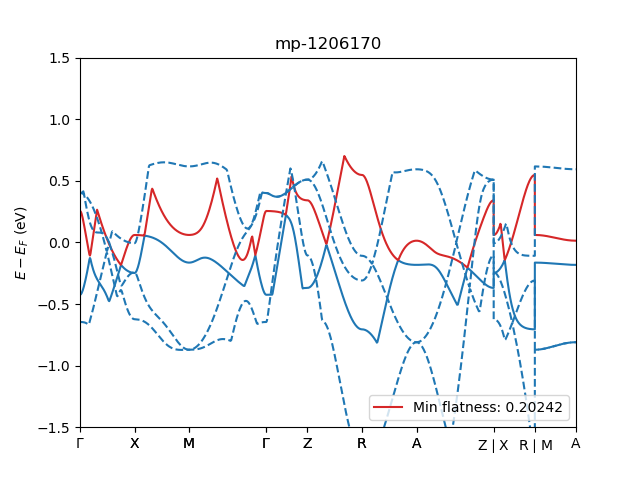 mp-1206170
E − E_F (eV)
1.5
1.0
0.5
0.0
−0.5
−1.0
−1.5
Min flatness: 0.20242
Γ X M Γ Z R A Z | X R | M A